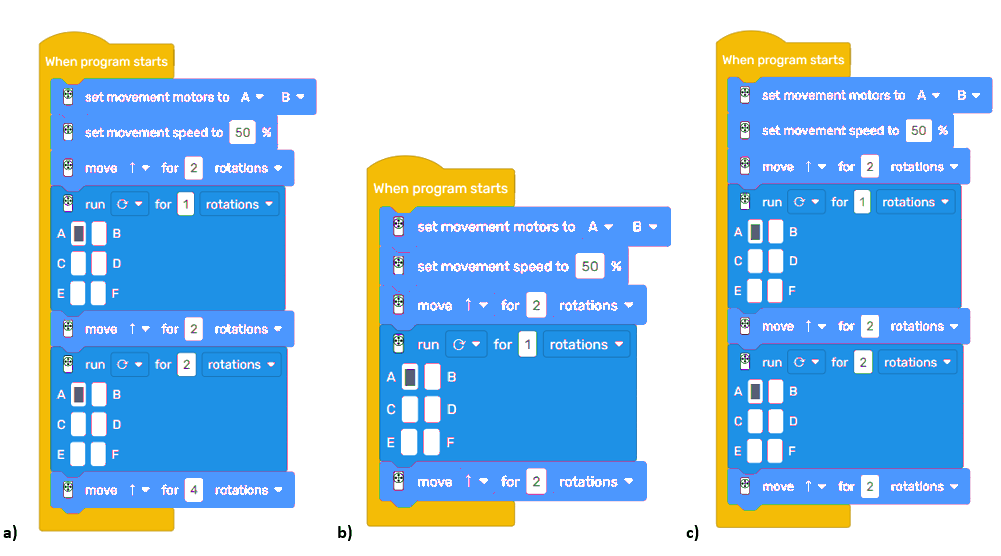 When program starts
set movement motors to A B
set movement speed to 50 %
move ↑ for 2 rotations
run for 1 rotations
A B
C D
E F
move ↑ for 2 rotations
run for 2 rotations
A B
C D
E F
move ↑ for 4 rotations
a)
When program starts
set movement motors to A B
set movement speed to 50 %
move ↑ for 2 rotations
run for 1 rotations
A B
C D
E F
move ↑ for 2 rotations
b)
When program starts
set movement motors to A B
set movement speed to 50 %
move ↑ for 2 rotations
run for 1 rotations
A B
C D
E F
move ↑ for 2 rotations
run for 2 rotations
A B
C D
E F
move ↑ for 2 rotations
c)